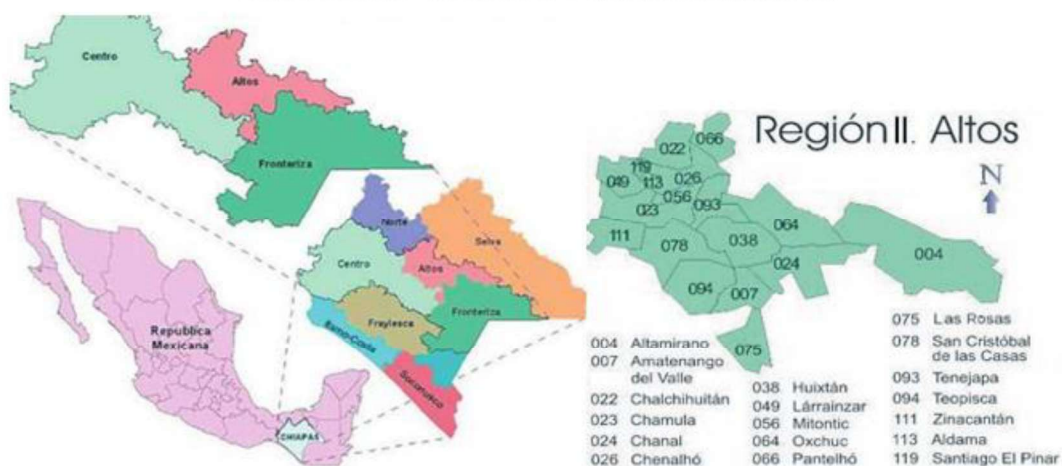 Centro
Altos
Fronteriza
Norte
Selva
Centro
Altos
Fraylesca
Fronteriza
Istmo-Costa
Soconusco
Republica
Mexicana
CHIAPAS
Región II. Altos
N
066
022
119
049
113
026
056
023
093
064
111
078
038
004
024
094
007
075
004 Altamirano
007 Amatenango
del Valle
022 Chalchihuitán
023 Chamula
024 Chanal
026 Chenalhó
038 Huixtán
049 Lárrainzar
056 Mitontic
064 Oxchuc
066 Pantelhó
075 Las Rosas
078 San Cristóbal
de las Casas
093 Tenejapa
094 Teopisca
111 Zinacantán
113 Aldama
119 Santiago El Pinar